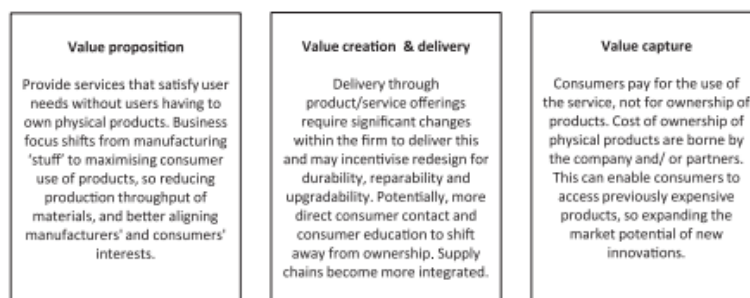 Value proposition
Provide services that satisfy user
needs without users having to
own physical products. Business
focus shifts from manufacturing
‘stuff’ to maximising consumer
use of products, so reducing
production throughput of
materials, and better aligning
manufacturers' and consumers'
interests.
Value creation & delivery
Delivery through
product/service offerings
require significant changes
within the firm to deliver this
and may incentivise redesign for
durability, reparability and
upgradability. Potentially, more
direct consumer contact and
consumer education to shift
away from ownership. Supply
chains become more integrated.
Value capture
Consumers pay for the use of
the service, not for ownership of
products. Cost of ownership of
physical products are borne by
the company and/ or partners.
This can enable consumers to
access previously expensive
products, so expanding the
market potential of new
innovations.